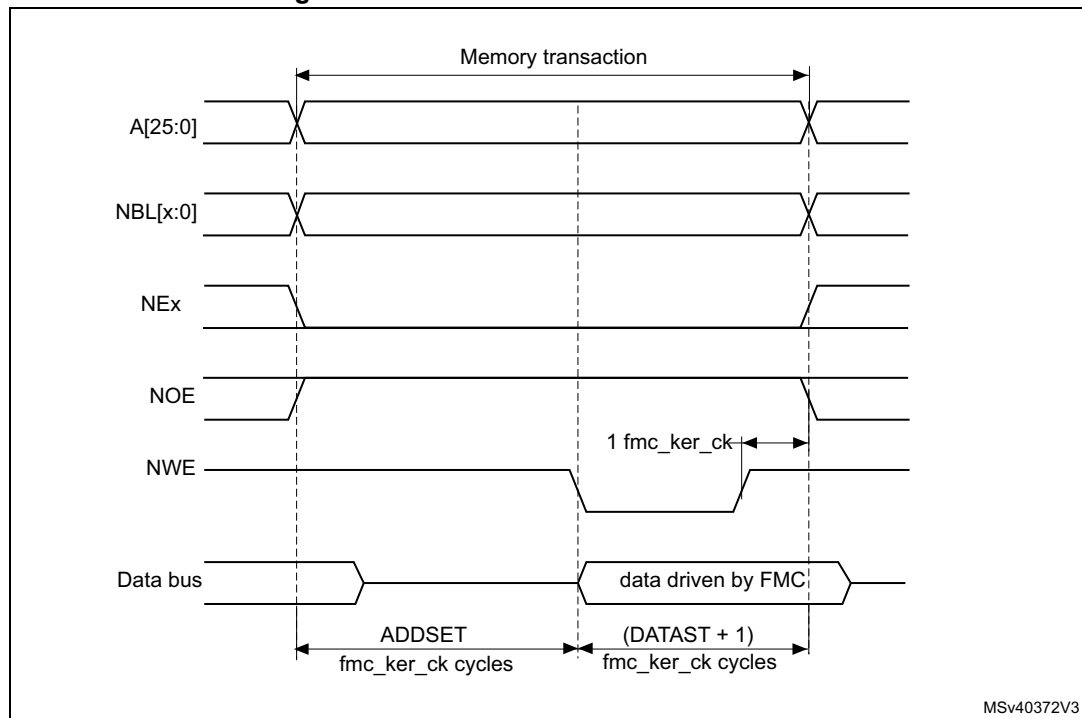 Memory transaction
A[25:0]
NBL[x:0]
NEx
NOE
1 fmc_ker_ck
NWE
Data bus
data driven by FMC
ADDSET
fmc_ker_ck cycles
(DATAST + 1)
fmc_ker_ck cycles
MSv40372V3